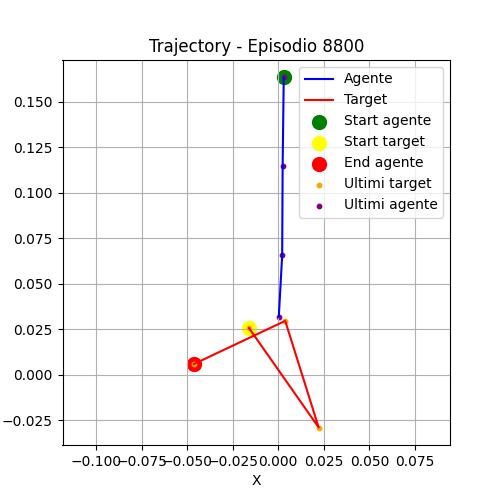 Trajectory - Episodio 8800
Agente
Target
Start agente
Start target
End agente
Ultimi target
Ultimi agente
0.150
0.125
0.100
0.075
0.050
0.025
0.000
−0.025
−0.100 −0.075 −0.050 −0.025 0.000 0.025 0.050 0.075
X